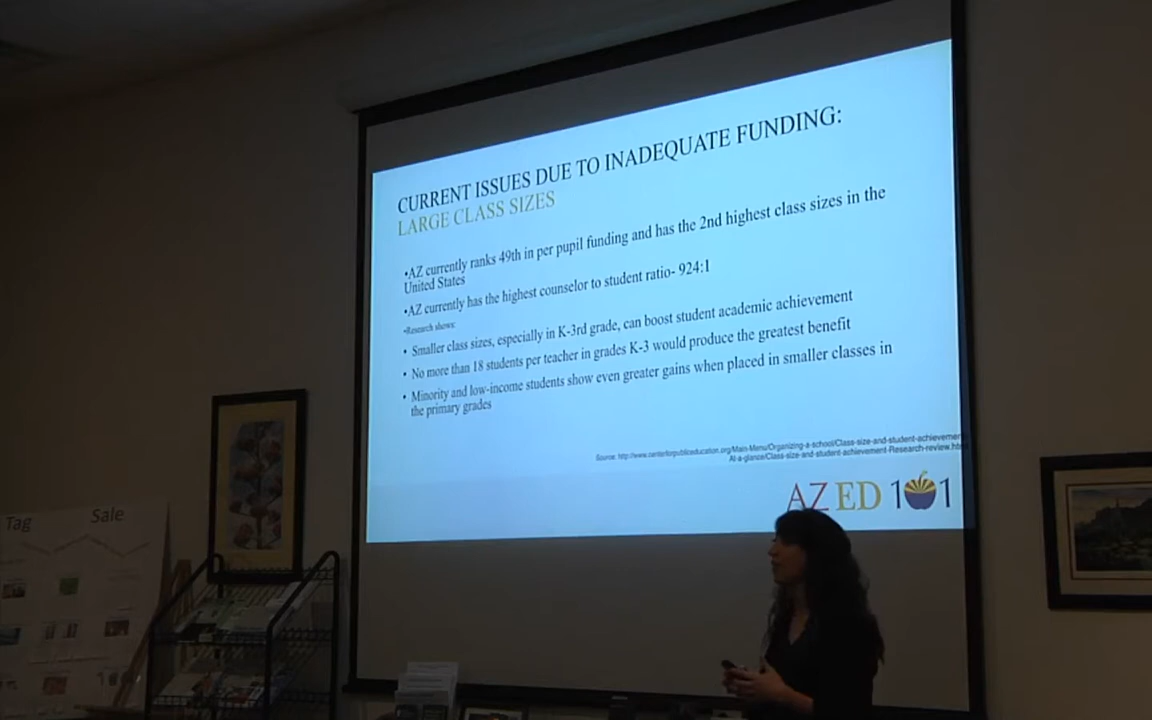 CURRENT ISSUES DUE TO INADEQUATE FUNDING:
LARGE CLASS SIZES
•AZ currently ranks 49th in per pupil funding and has the 2nd highest class sizes in the
United States
•AZ currently has the highest counselor to student ratio- 924:1
•Research shows:
• Smaller class sizes, especially in K-3rd grade, can boost student academic achievement
• No more than 18 students per teacher in grades K-3 would produce the greatest benefit
• Minority and low-income students show even greater gains when placed in smaller classes in
the primary grades
Source: http://www.centerforpubliceducation.org/Main-Menu/Organizing-a-school/Class-size-and-student-achievement
At-a-glance/Class-size-and-student-achievement-Research-review.html
AZ ED 101
Tag Sale